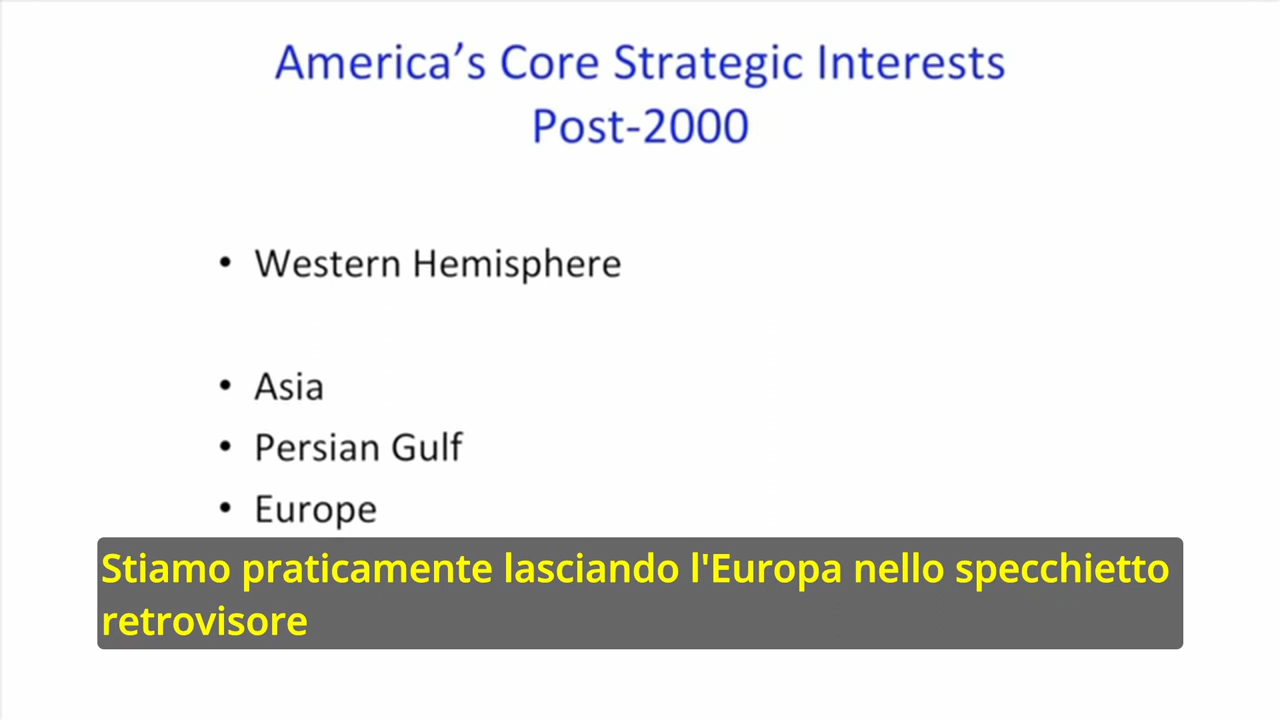 America’s Core Strategic Interests
Post-2000
• Western Hemisphere
• Asia
• Persian Gulf
• Europe
Stiamo praticamente lasciando l'Europa nello specchietto
retrovisore